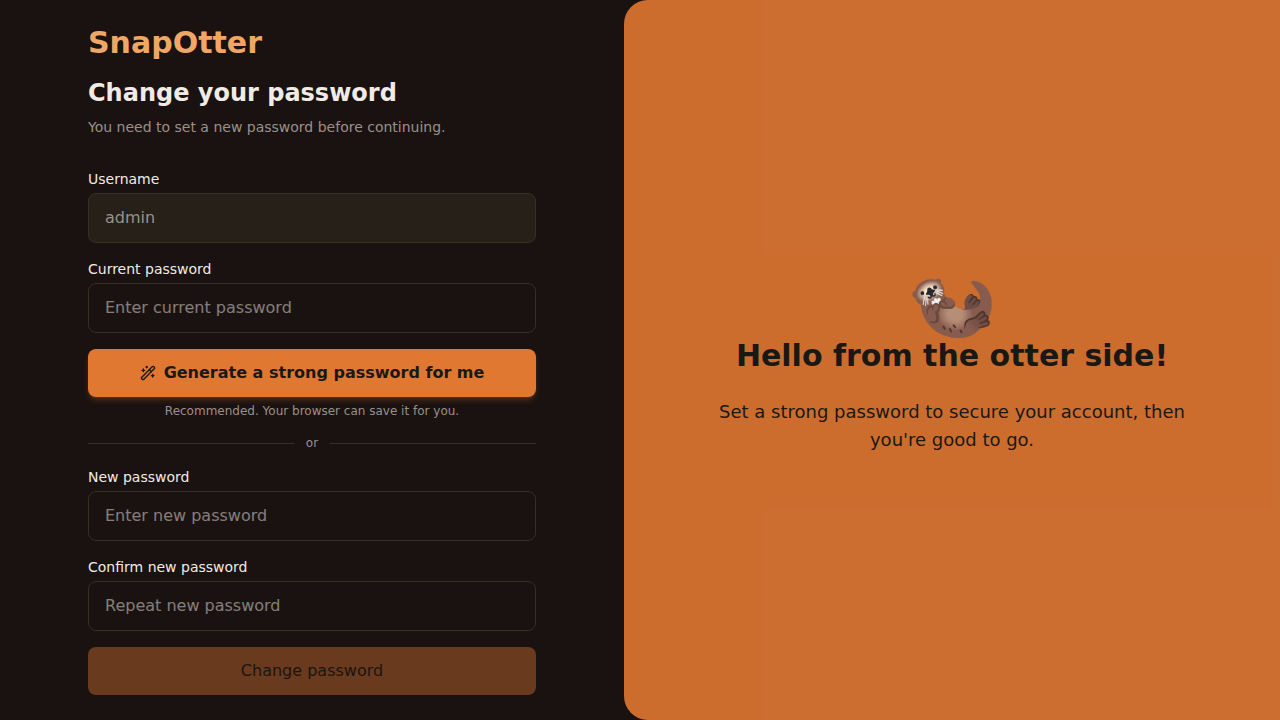 SnapOtter
Change your password
You need to set a new password before continuing.
Username
admin
Current password
Enter current password
Generate a strong password for me
Recommended. Your browser can save it for you.
or
New password
Enter new password
Confirm new password
Repeat new password
Change password
Hello from the otter side!
Set a strong password to secure your account, then
you're good to go.